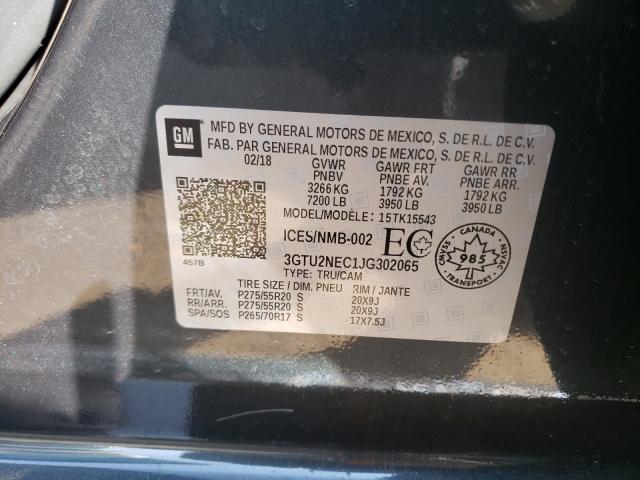 GM
MFD BY GENERAL MOTORS DE MEXICO, S. DE R.L. DE C.V.
FAB. PAR GENERAL MOTORS DE MEXICO, S. DE R.L. DE C.V.
02/18 GVWR GAWR FRT GAWR RR
PNBV PNBE AV. PNBE ARR.
3266 KG 1792 KG 1792 KG
7200 LB 3950 LB 3950 LB
MODEL/MODÈLE: 15TK15543
ICES/NMB-002 EC
3GTU2NEC1JG302065
457B
TYPE: TRU/CAM
TIRE SIZE / DIM. PNEU RIM / JANTE
FRT/AV. P275/55R20 S 20X9J
RR/ARR. P275/55R20 S 20X9J
SPA/SOS P265/70R17 S 17X7.5J
CANADA
985
TRANSPORT